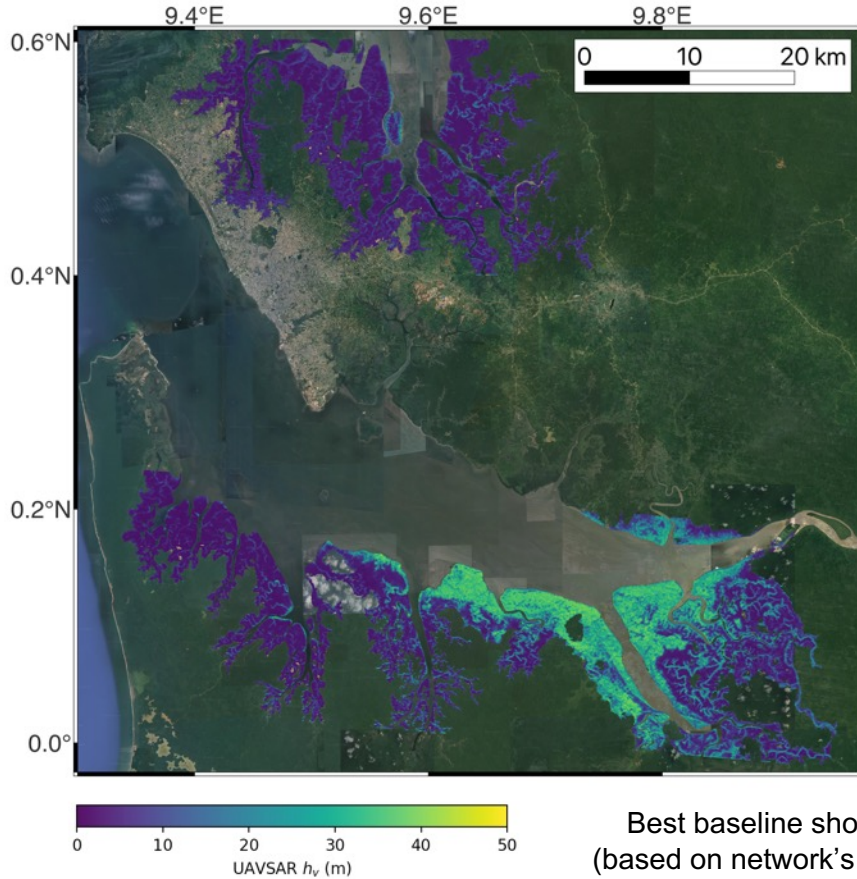 9.4°E 9.6°E 9.8°E
0.6°N
0 10 20 km
0.4°N
0.2°N
0.0°
0 10 20 30 40 50
UAVSAR hᵥ (m)
Best baseline sho
(based on network's